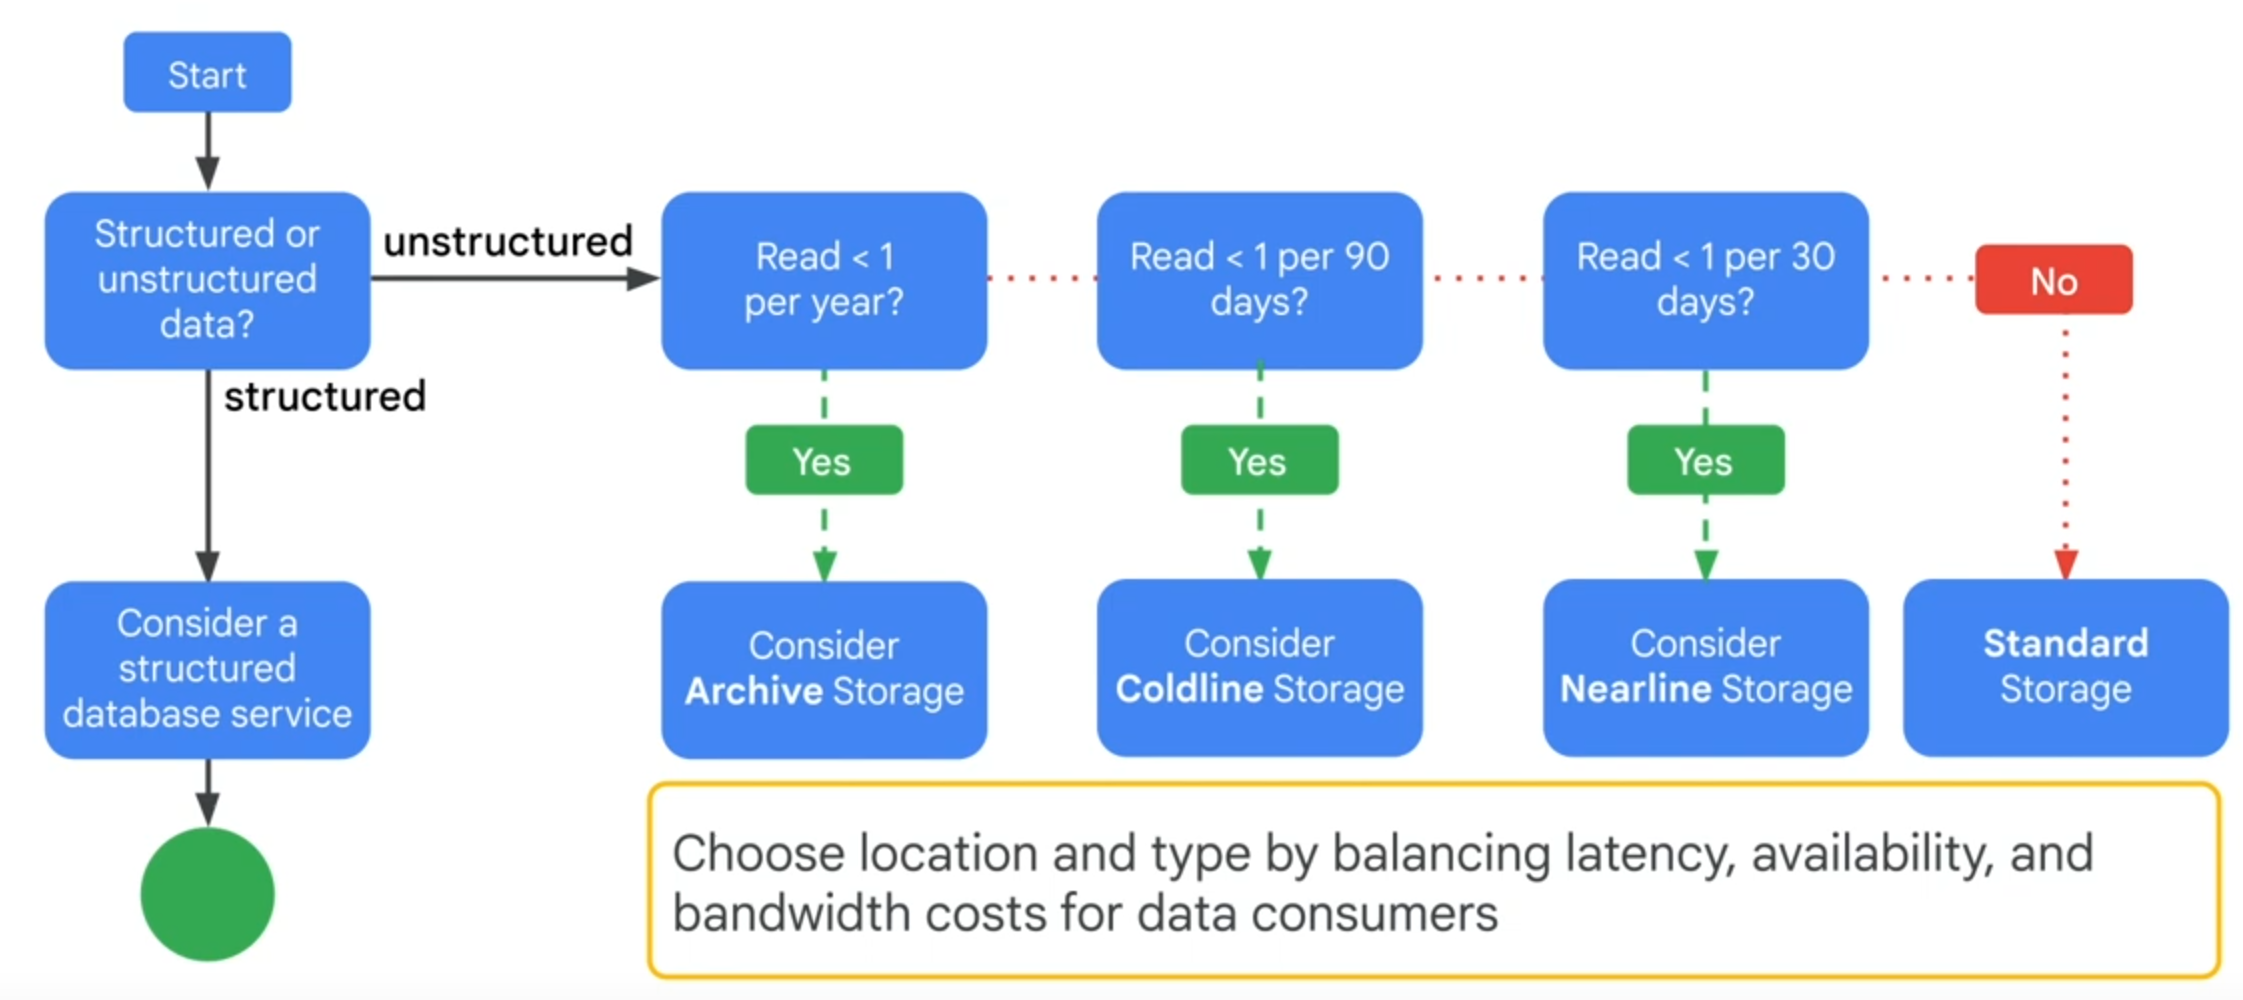 Start
Structured or
unstructured
data?
unstructured
Read < 1
per year?
Read < 1 per 90
days?
Read < 1 per 30
days?
No
structured
Yes
Yes
Yes
Consider a
structured
database service
Consider
Archive Storage
Consider
Coldline Storage
Consider
Nearline Storage
Standard
Storage
Choose location and type by balancing latency, availability, and
bandwidth costs for data consumers